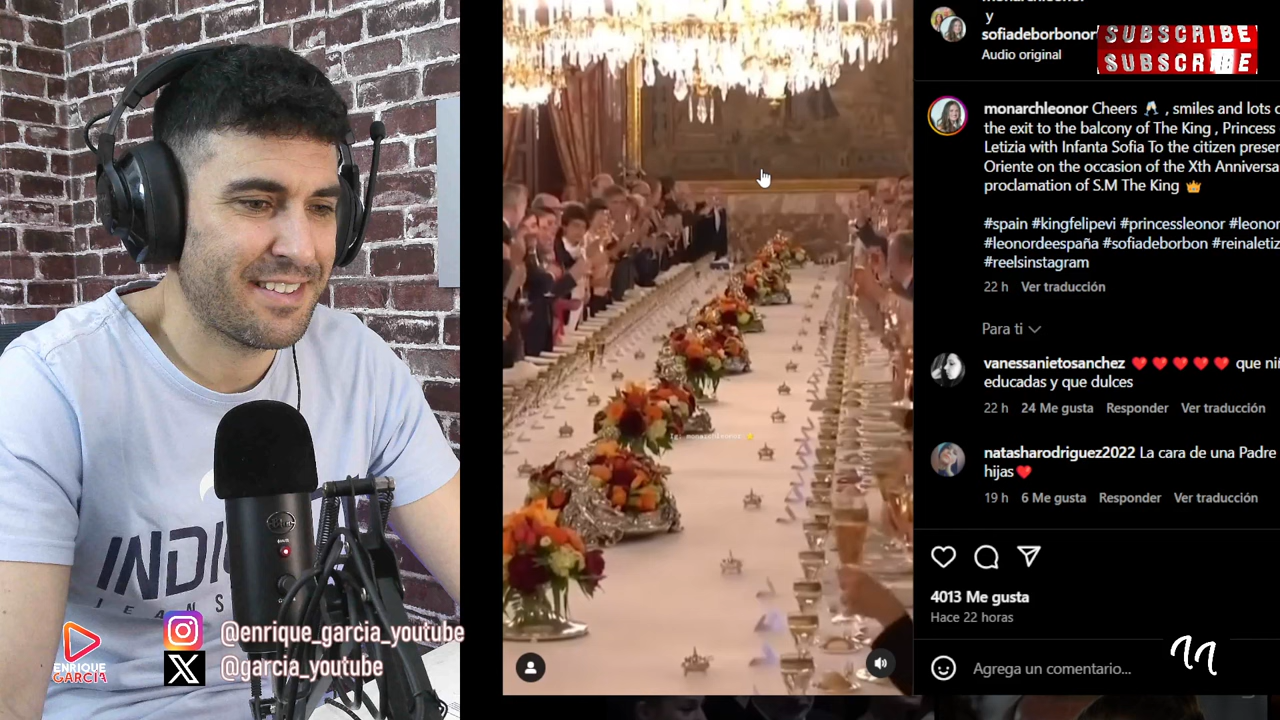 INDI
JEANS
ENRIQUE
GARCIA
@enrique_garcia_youtube
@garcia_youtube
y
sofiadeborbonor
Audio original
SUBSCRIBE
SUBSCRIBE
monarchleonor Cheers 🥂 , smiles and lots
the exit to the balcony of The King , Princess
Letizia with Infanta Sofia To the citizen presen
Oriente on the occasion of the Xth Anniversa
proclamation of S.M The King 👑
#spain #kingfelipevi #princessleonor #leonor
#leonordeespaña #sofiadeborbon #reinaletiz
#reelsinstagram
22 h Ver traducción
Para ti
vanessanietosanchez ❤️❤️❤️❤️❤️ que niñ
educadas y que dulces
22 h 24 Me gusta Responder Ver traducción
natasharodriguez2022 La cara de una Padre
hijas❤️
19 h 6 Me gusta Responder Ver traducción
4013 Me gusta
Hace 22 horas
Agrega un comentario...